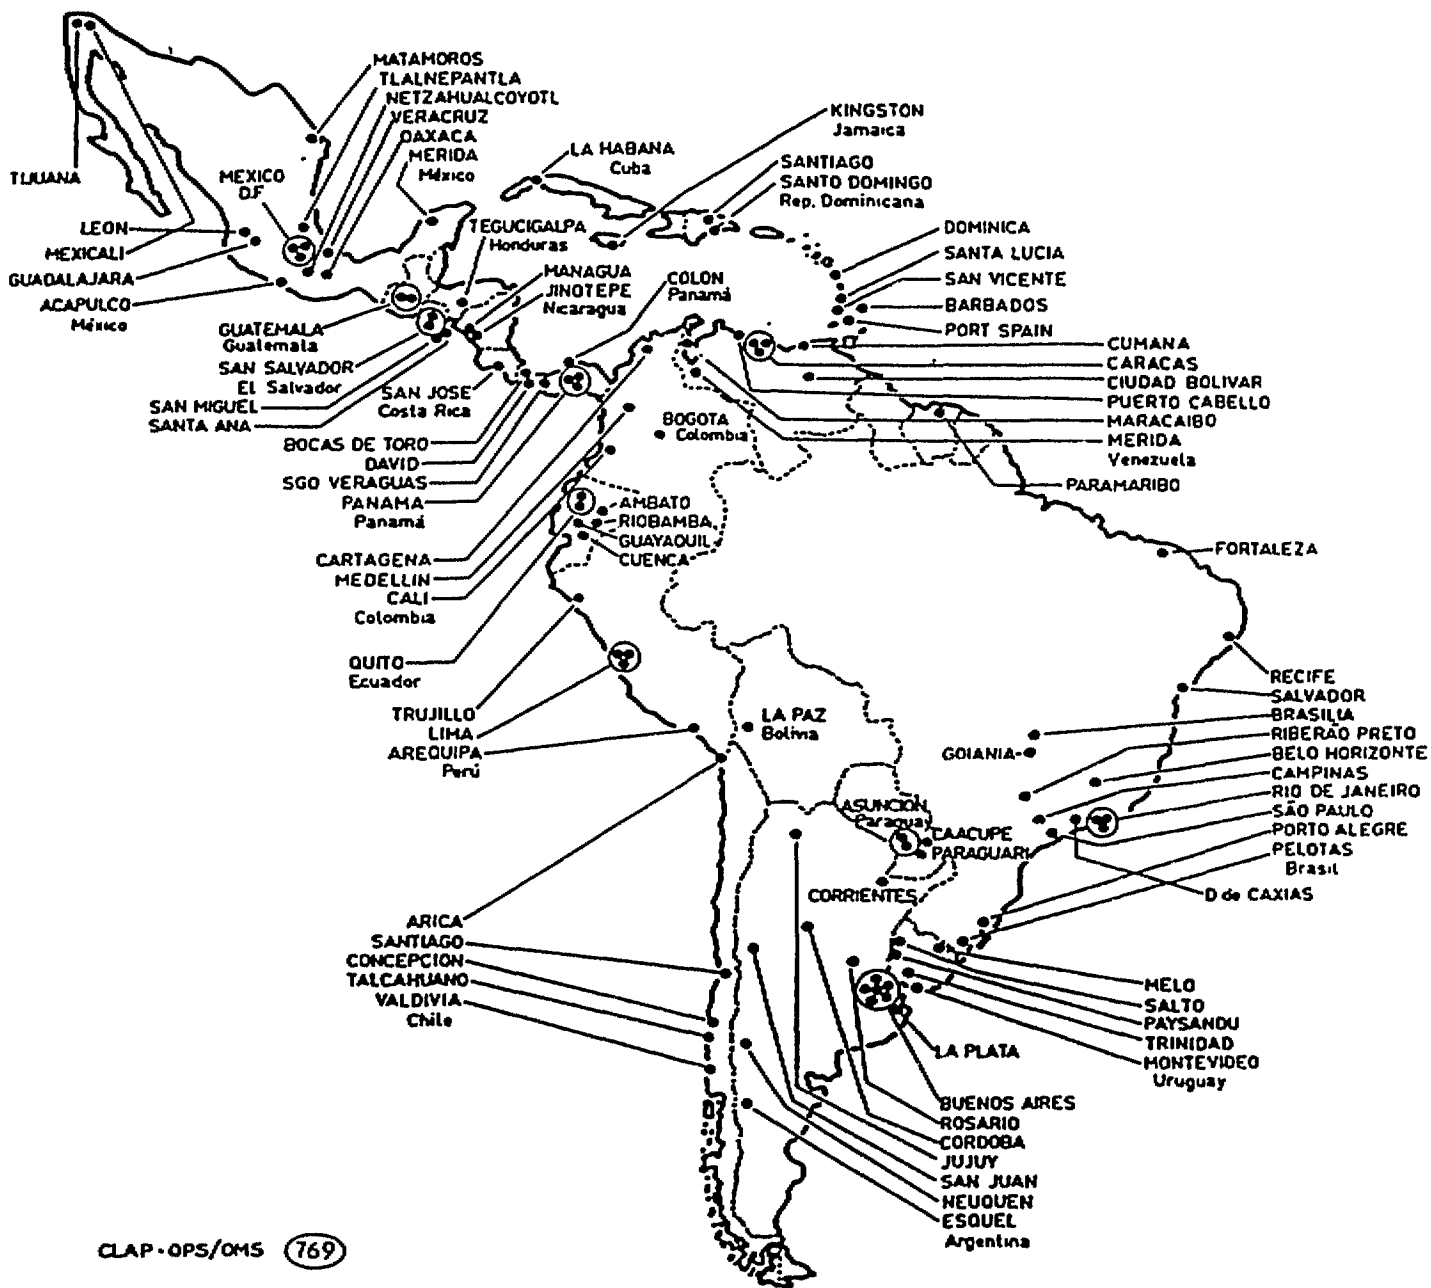 MATAMOROS
TLALNEPANTLA
NETZAHUALCOYOTL
VERACRUZ
OAXACA
MERIDA
México
TIJUANA
MEXICO
D.F
LEON
MEXICALI
GUADALAJARA
ACAPULCO
México
LA HABANA
Cuba
KINGSTON
Jamaica
SANTIAGO
SANTO DOMINGO
Rep. Dominicana
TEGUCIGALPA
Honduras
MANAGUA
JINOTEPE
Nicaragua
COLON
Panamá
DOMINICA
SANTA LUCIA
SAN VICENTE
BARBADOS
PORT SPAIN
GUATEMALA
Guatemala
SAN SALVADOR
El Salvador
SAN MIGUEL
SANTA ANA
SAN JOSE
Costa Rica
CUMANA
CARACAS
CIUDAD BOLIVAR
PUERTO CABELLO
MARACAIBO
MERIDA
Venezuela
PARAMARIBO
BOCAS DE TORO
DAVID
SGO VERAGUAS
PANAMA
Panamá
BOGOTA
Colombia
AMBATO
RIOBAMBA
GUAYAQUIL
CUENCA
CARTAGENA
MEDELLIN
CALI
Colombia
QUITO
Ecuador
FORTALEZA
TRUJILLO
LIMA
AREQUIPA
Perú
LA PAZ
Bolivia
RECIFE
SALVADOR
BRASILIA
RIBERÃO PRETO
BELO HORIZONTE
CAMPINAS
RIO DE JANEIRO
SÃO PAULO
PORTO ALEGRE
PELOTAS
Brasil
GOIANIA
D de CAXIAS
ASUNCION
Paraguay
CAACUPE
PARAGUARI
CORRIENTES
ARICA
SANTIAGO
CONCEPCION
TALCAHUANO
VALDIVIA
Chile
MELO
SALTO
PAYSANDU
TRINIDAD
MONTEVIDEO
Uruguay
LA PLATA
BUENOS AIRES
ROSARIO
CORDOBA
JUJUY
SAN JUAN
NEUQUEN
ESQUEL
Argentina
CLAP-OPS/OMS 769